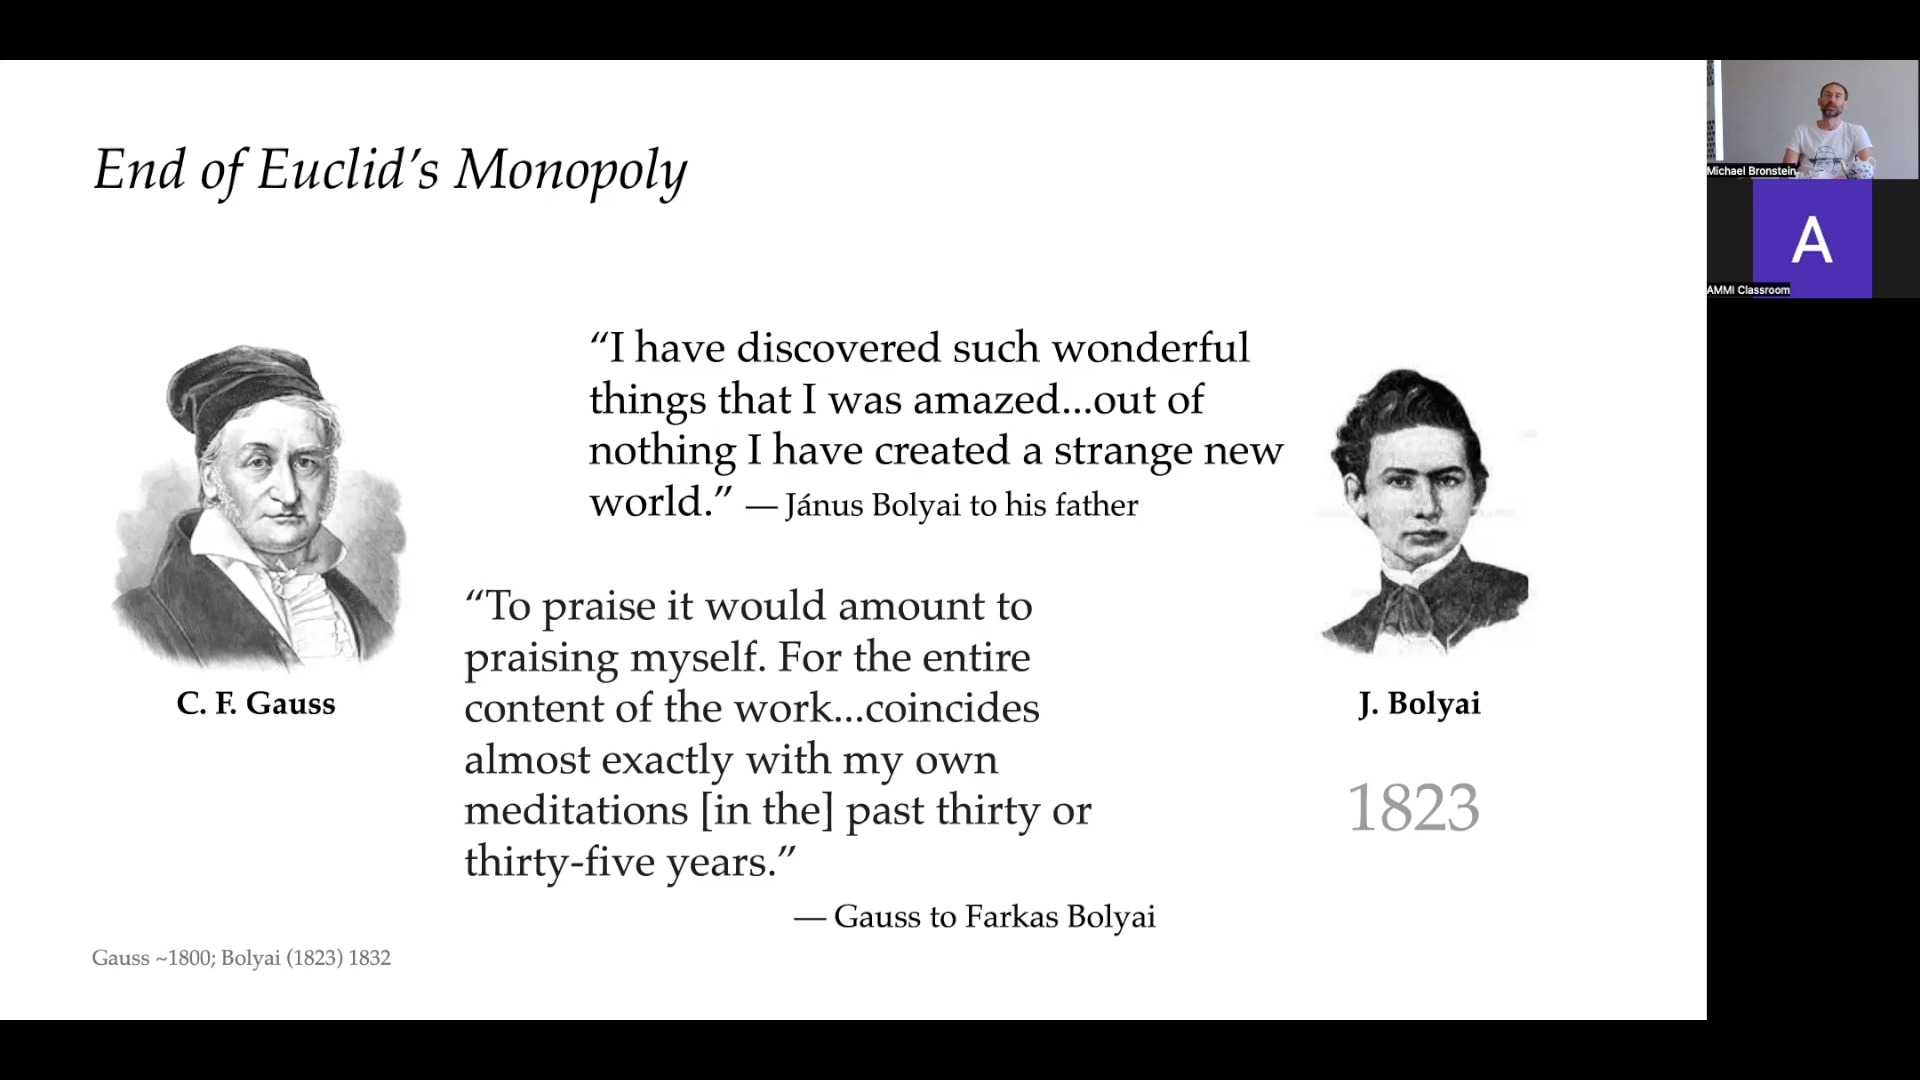 End of Euclid's Monopoly
“I have discovered such wonderful
things that I was amazed...out of
nothing I have created a strange new
world.” — Jánus Bolyai to his father
“To praise it would amount to
praising myself. For the entire
content of the work...coincides
almost exactly with my own
meditations [in the] past thirty or
thirty-five years.”
— Gauss to Farkas Bolyai
C. F. Gauss
J. Bolyai
1823
Gauss ~1800; Bolyai (1823) 1832
Michael Bronstein
A
AMMI Classroom